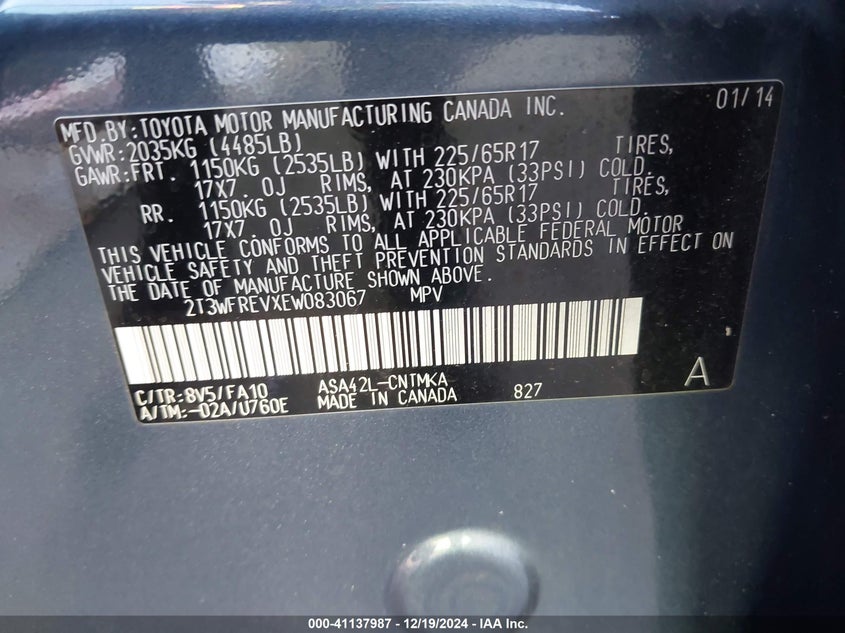 MFD.BY:TOYOTA MOTOR MANUFACTURING CANADA INC. 01/14
GVWR:2035KG (4485LB)
GAWR:FRT. 1150KG (2535LB) WITH 225/65R17 TIRES,
17X7.0J RIMS, AT 230KPA (33PSI) COLD.
RR. 1150KG (2535LB) WITH 225/65R17 TIRES,
17X7.0J RIMS, AT 230KPA (33PSI) COLD.
THIS VEHICLE CONFORMS TO ALL APPLICABLE FEDERAL MOTOR
VEHICLE SAFETY AND THEFT PREVENTION STANDARDS IN EFFECT ON
THE DATE OF MANUFACTURE SHOWN ABOVE.
2T3WFREVXEW083067 MPV
C/TR:8V5/FA10 ASA42L-CNTMKA A
A/TM:-02A/U760E MADE IN CANADA 827
000-41137987 - 12/19/2024 - IAA Inc.